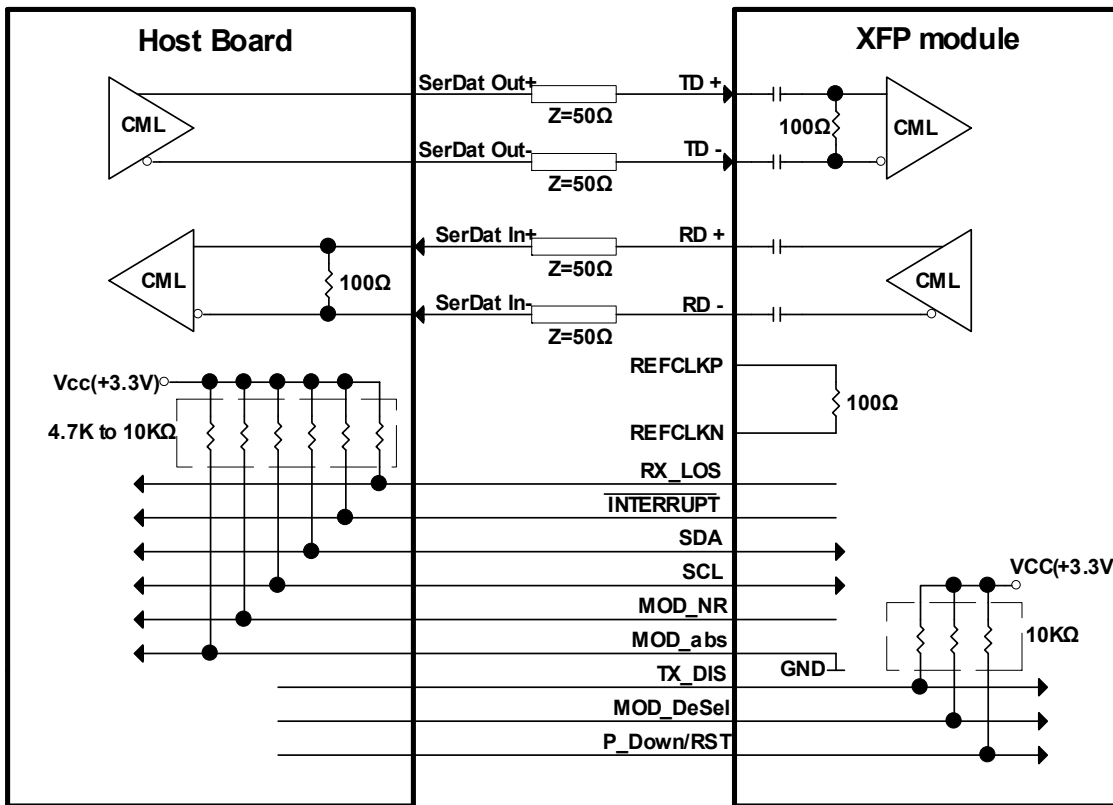 Host Board
XFP module
CML
SerDat Out+
Z=50Ω
TD +
100Ω
CML
SerDat Out-
Z=50Ω
TD -
CML
100Ω
SerDat In+
Z=50Ω
RD +
CML
SerDat In-
Z=50Ω
RD -
REFCLKP
100Ω
REFCLKN
Vcc(+3.3V)
4.7K to 10KΩ
RX_LOS
INTERRUPT
SDA
SCL
MOD_NR
MOD_abs
VCC(+3.3V
10KΩ
GND
TX_DIS
MOD_DeSel
P_Down/RST